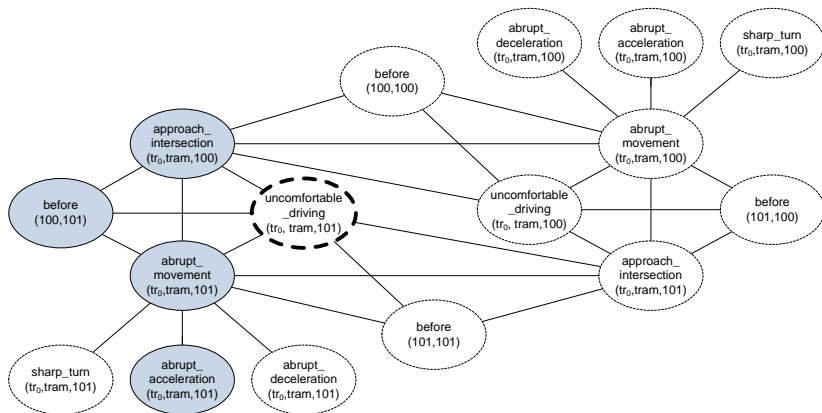 abrupt_
deceleration
(tr₀,tram,100)
abrupt_
acceleration
(tr₀,tram,100)
sharp_turn
(tr₀,tram,100)
before
(100,100)
approach_
intersection
(tr₀,tram,100)
abrupt_
movement
(tr₀,tram,100)
before
(100,101)
uncomfortable
_driving
(tr₀, tram,101)
uncomfortable
_driving
(tr₀, tram,100)
before
(101,100)
abrupt_
movement
(tr₀,tram,101)
approach_
intersection
(tr₀,tram,101)
before
(101,101)
sharp_turn
(tr₀,tram,101)
abrupt_
acceleration
(tr₀,tram,101)
abrupt_
deceleration
(tr₀,tram,101)